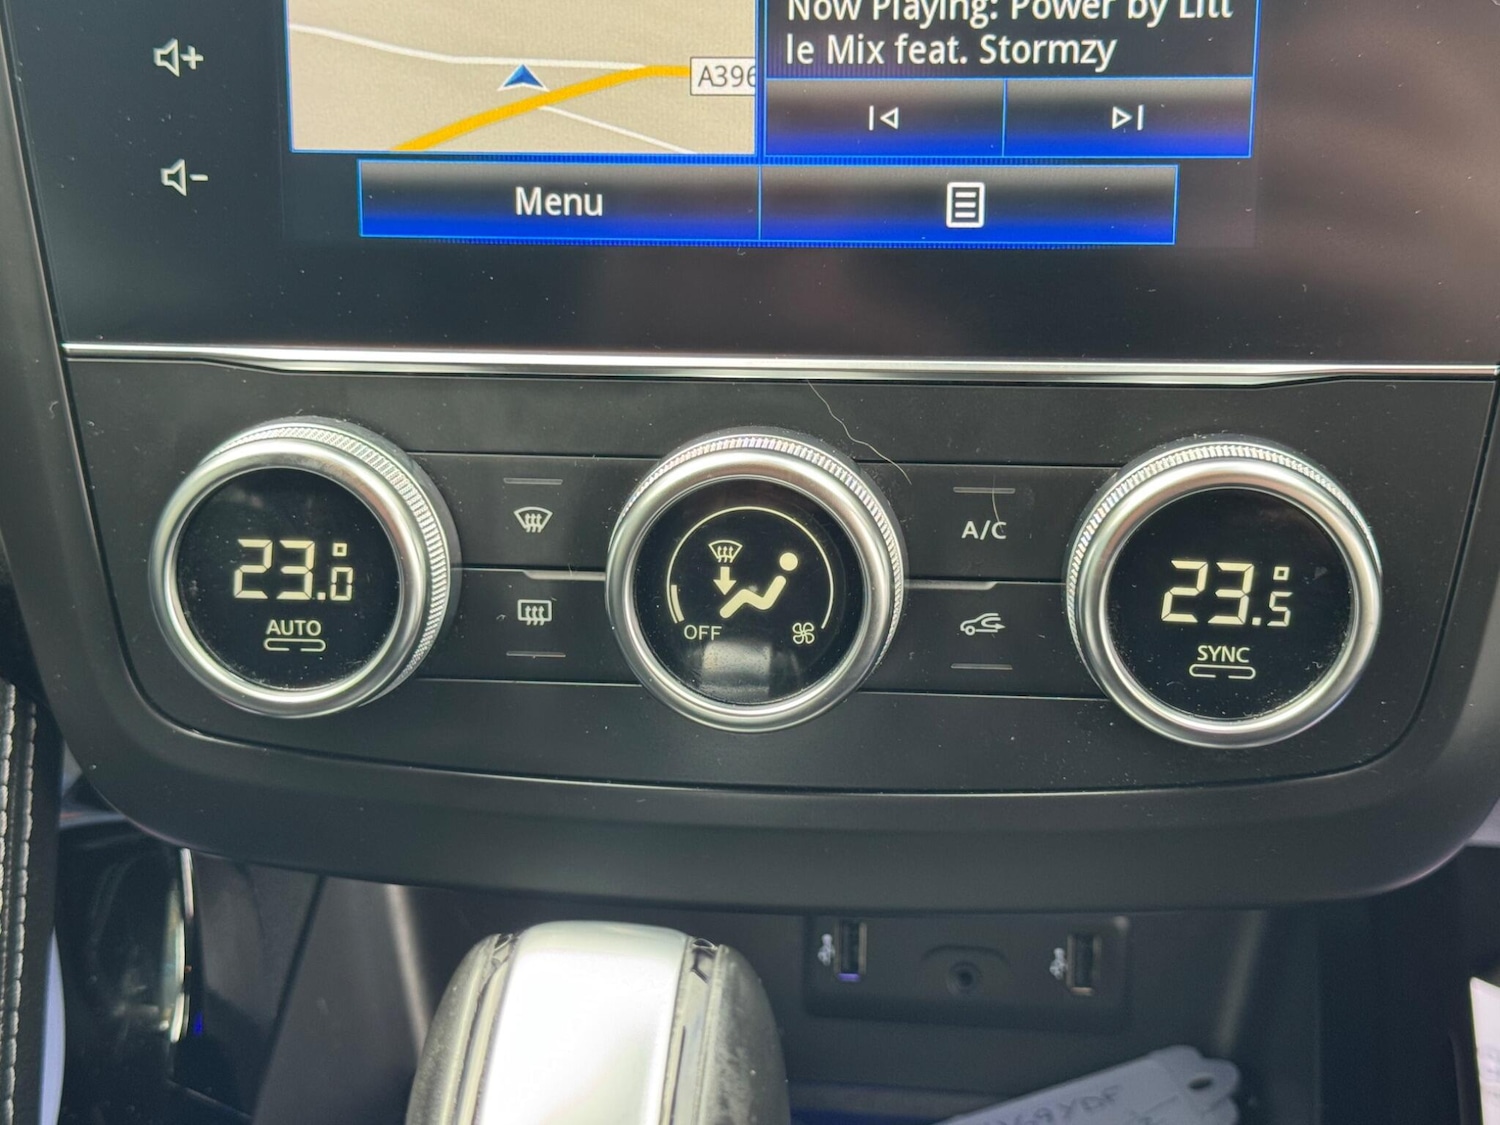 Now Playing: Power by Litt
le Mix feat. Stormzy
A396
Menu
23.0°
AUTO
OFF
A/C
23.5°
SYNC